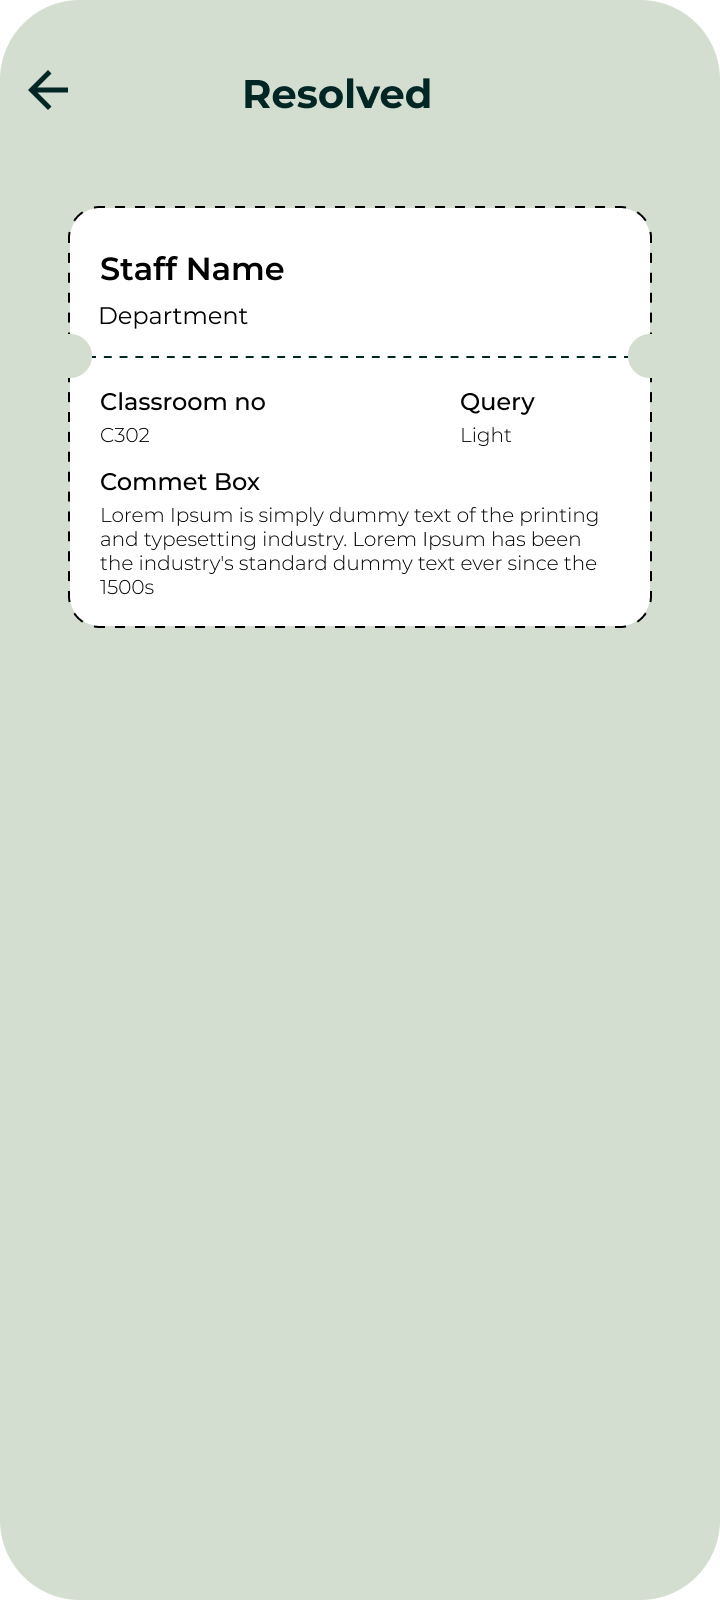 Resolved
Staff Name
Department
Classroom no
Query
C302
Light
Commet Box
Lorem Ipsum is simply dummy text of the printing
and typesetting industry. Lorem Ipsum has been
the industry's standard dummy text ever since the
1500s